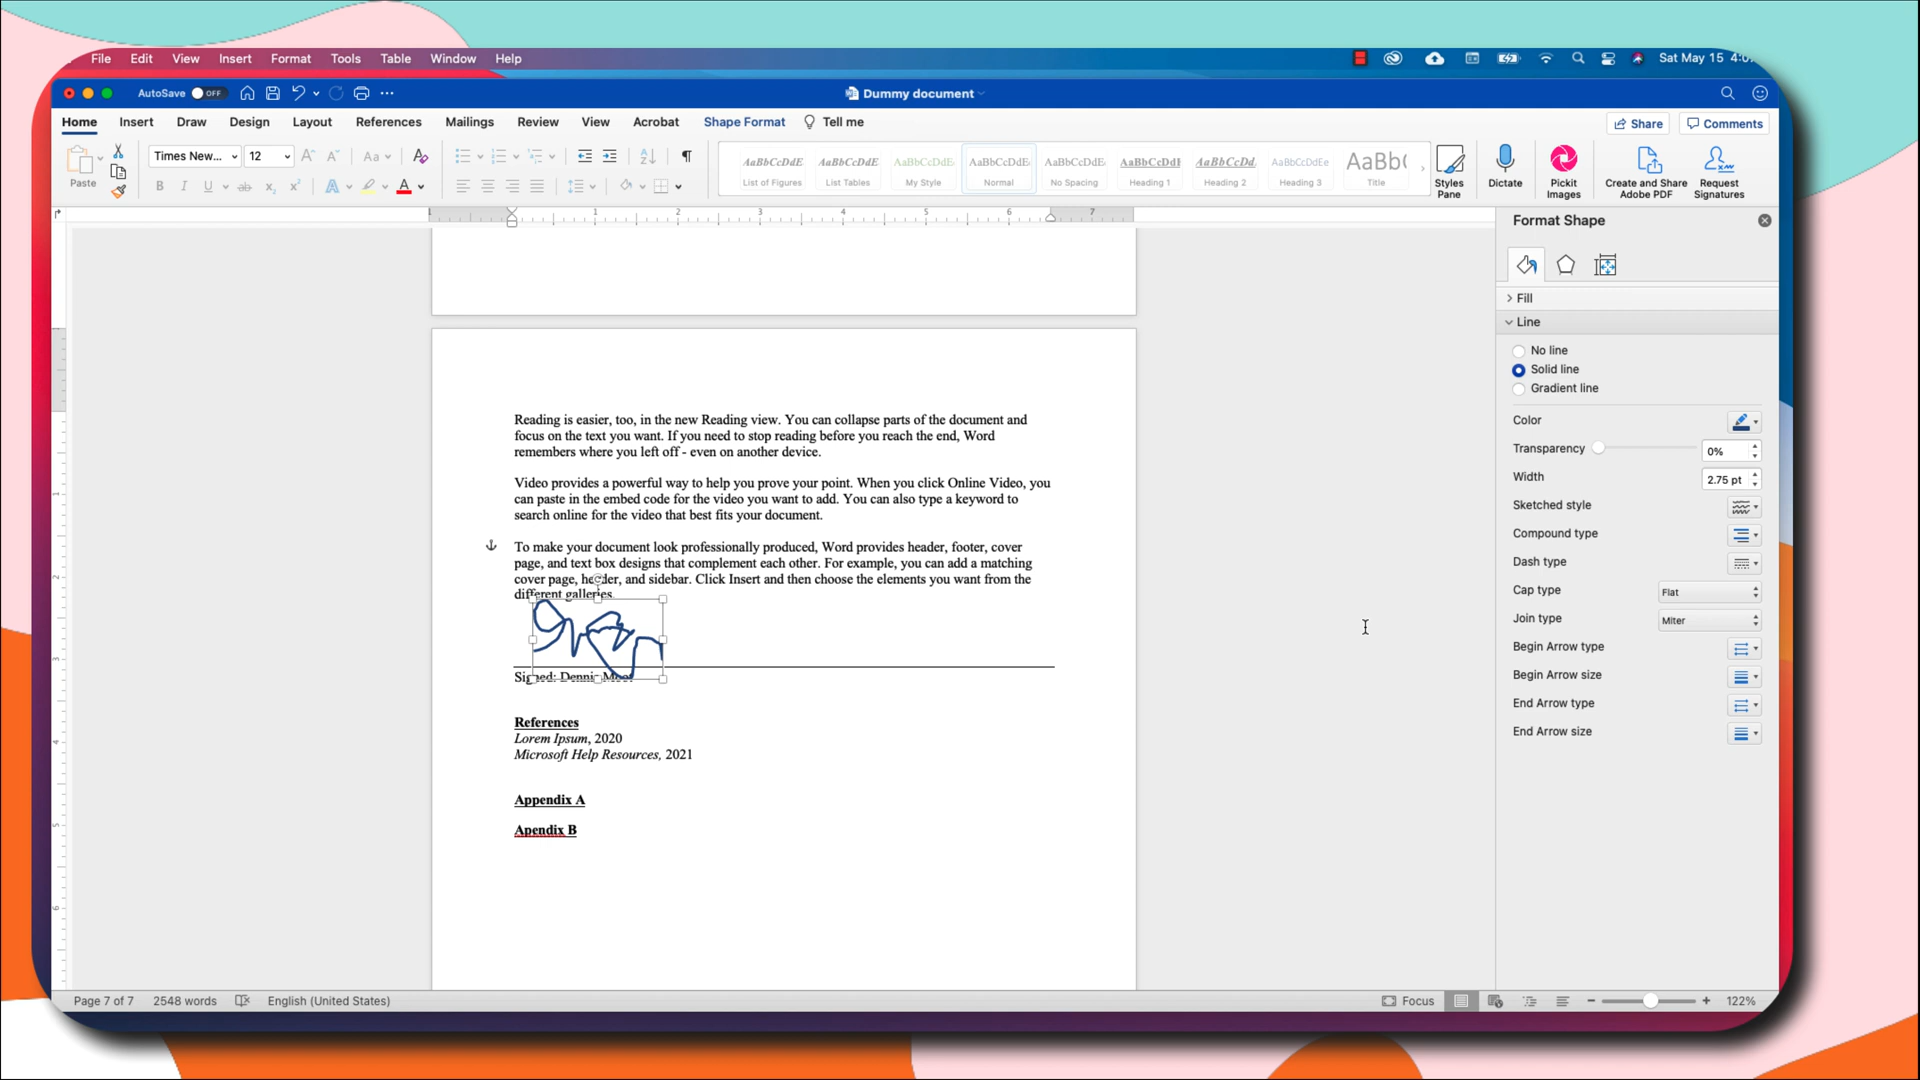 File Edit View Insert Format Tools Table Window Help
Sat May 15
AutoSave OFF
Dummy document
Home Insert Draw Design Layout References Mailings Review View Acrobat Shape Format Tell me
Share Comments
Paste
Times New... 12
Aa
AaBbCcDdE AaBbCcDdE AaBbCcDdE AaBbCcDdE AaBbCcDdE AaBbCcDdI AaBbCcDd. AaBbCcDdEe AaBb(
List of Figures List Tables My Style Normal No Spacing Heading 1 Heading 2 Heading 3 Title
Styles Pane
Dictate
Pickit Images
Create and Share Adobe PDF
Request Signatures
1 1 2 3 4 5 6 7
Reading is easier, too, in the new Reading view. You can collapse parts of the document and
focus on the text you want. If you need to stop reading before you reach the end, Word
remembers where you left off - even on another device.
Video provides a powerful way to help you prove your point. When you click Online Video, you
can paste in the embed code for the video you want to add. You can also type a keyword to
search online for the video that best fits your document.
To make your document look professionally produced, Word provides header, footer, cover
page, and text box designs that complement each other. For example, you can add a matching
cover page, header, and sidebar. Click Insert and then choose the elements you want from the
different galleries.
Signed: Dennis
References
Lorem Ipsum, 2020
Microsoft Help Resources, 2021
Appendix A
Apendix B
Format Shape
Fill
Line
No line
Solid line
Gradient line
Color
Transparency 0%
Width 2.75 pt
Sketched style
Compound type
Dash type
Cap type Flat
Join type Miter
Begin Arrow type
Begin Arrow size
End Arrow type
End Arrow size
Page 7 of 7 2548 words English (United States)
Focus 122%